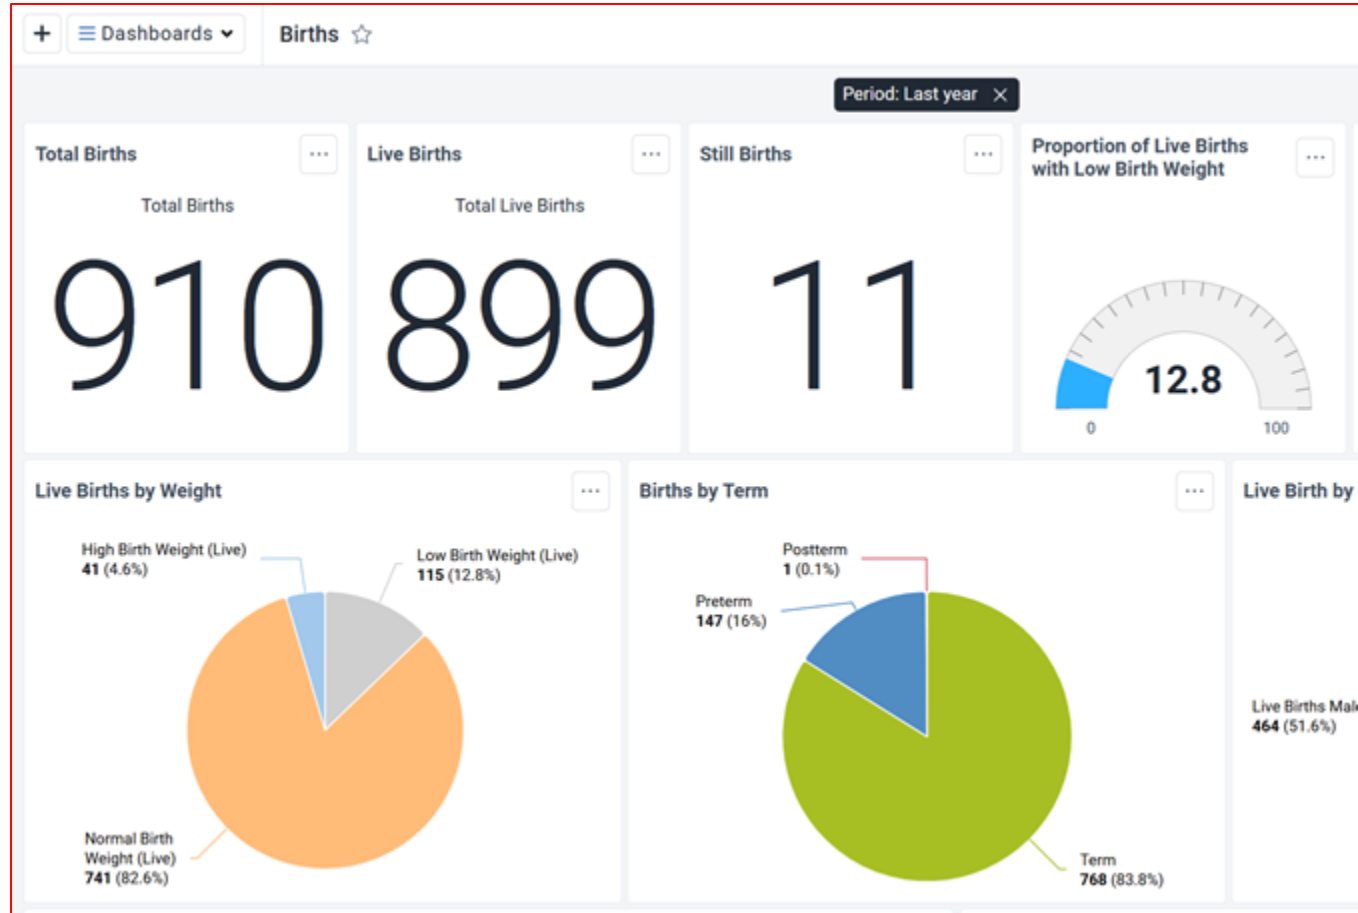 + Dashboards Births
Period: Last year ×
Total Births
...
Total Births
910
Live Births
...
Total Live Births
899
Still Births
...
11
Proportion of Live Births
with Low Birth Weight
...
12.8
0
100
Live Births by Weight
...
High Birth Weight (Live)
41 (4.6%)
Low Birth Weight (Live)
115 (12.8%)
Normal Birth
Weight (Live)
741 (82.6%)
Births by Term
...
Postterm
1 (0.1%)
Preterm
147 (16%)
Term
768 (83.8%)
Live Birth by
Live Births Male
464 (51.6%)